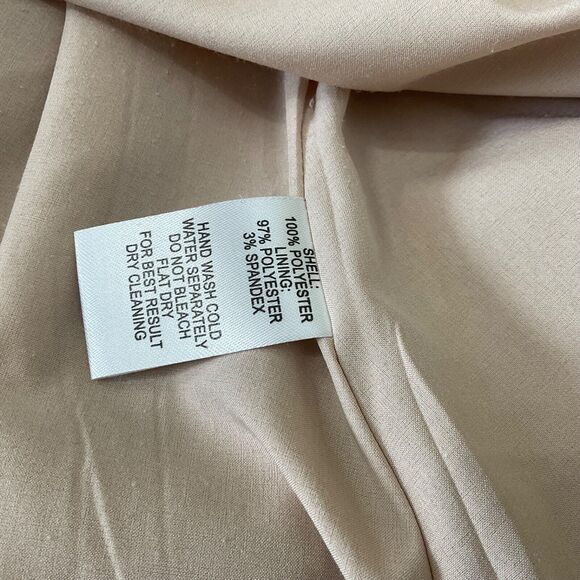 SHELL:
100% POLYESTER
LINING:
97% POLYESTER
3% SPANDEX
HAND WASH COLD
WATER SEPARATELY
DO NOT BLEACH
FLAT DRY
FOR BEST RESULT
DRY CLEANING